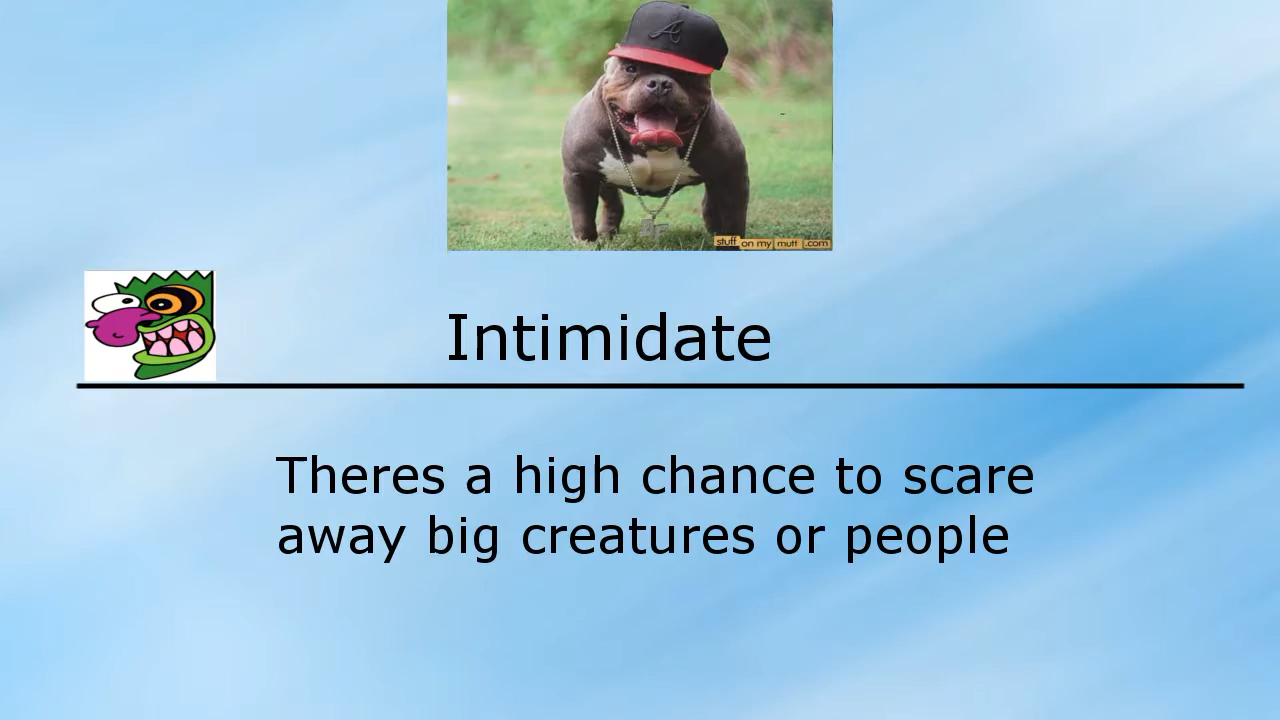 A
stuff on my mutt .com
Intimidate
Theres a high chance to scare
away big creatures or people